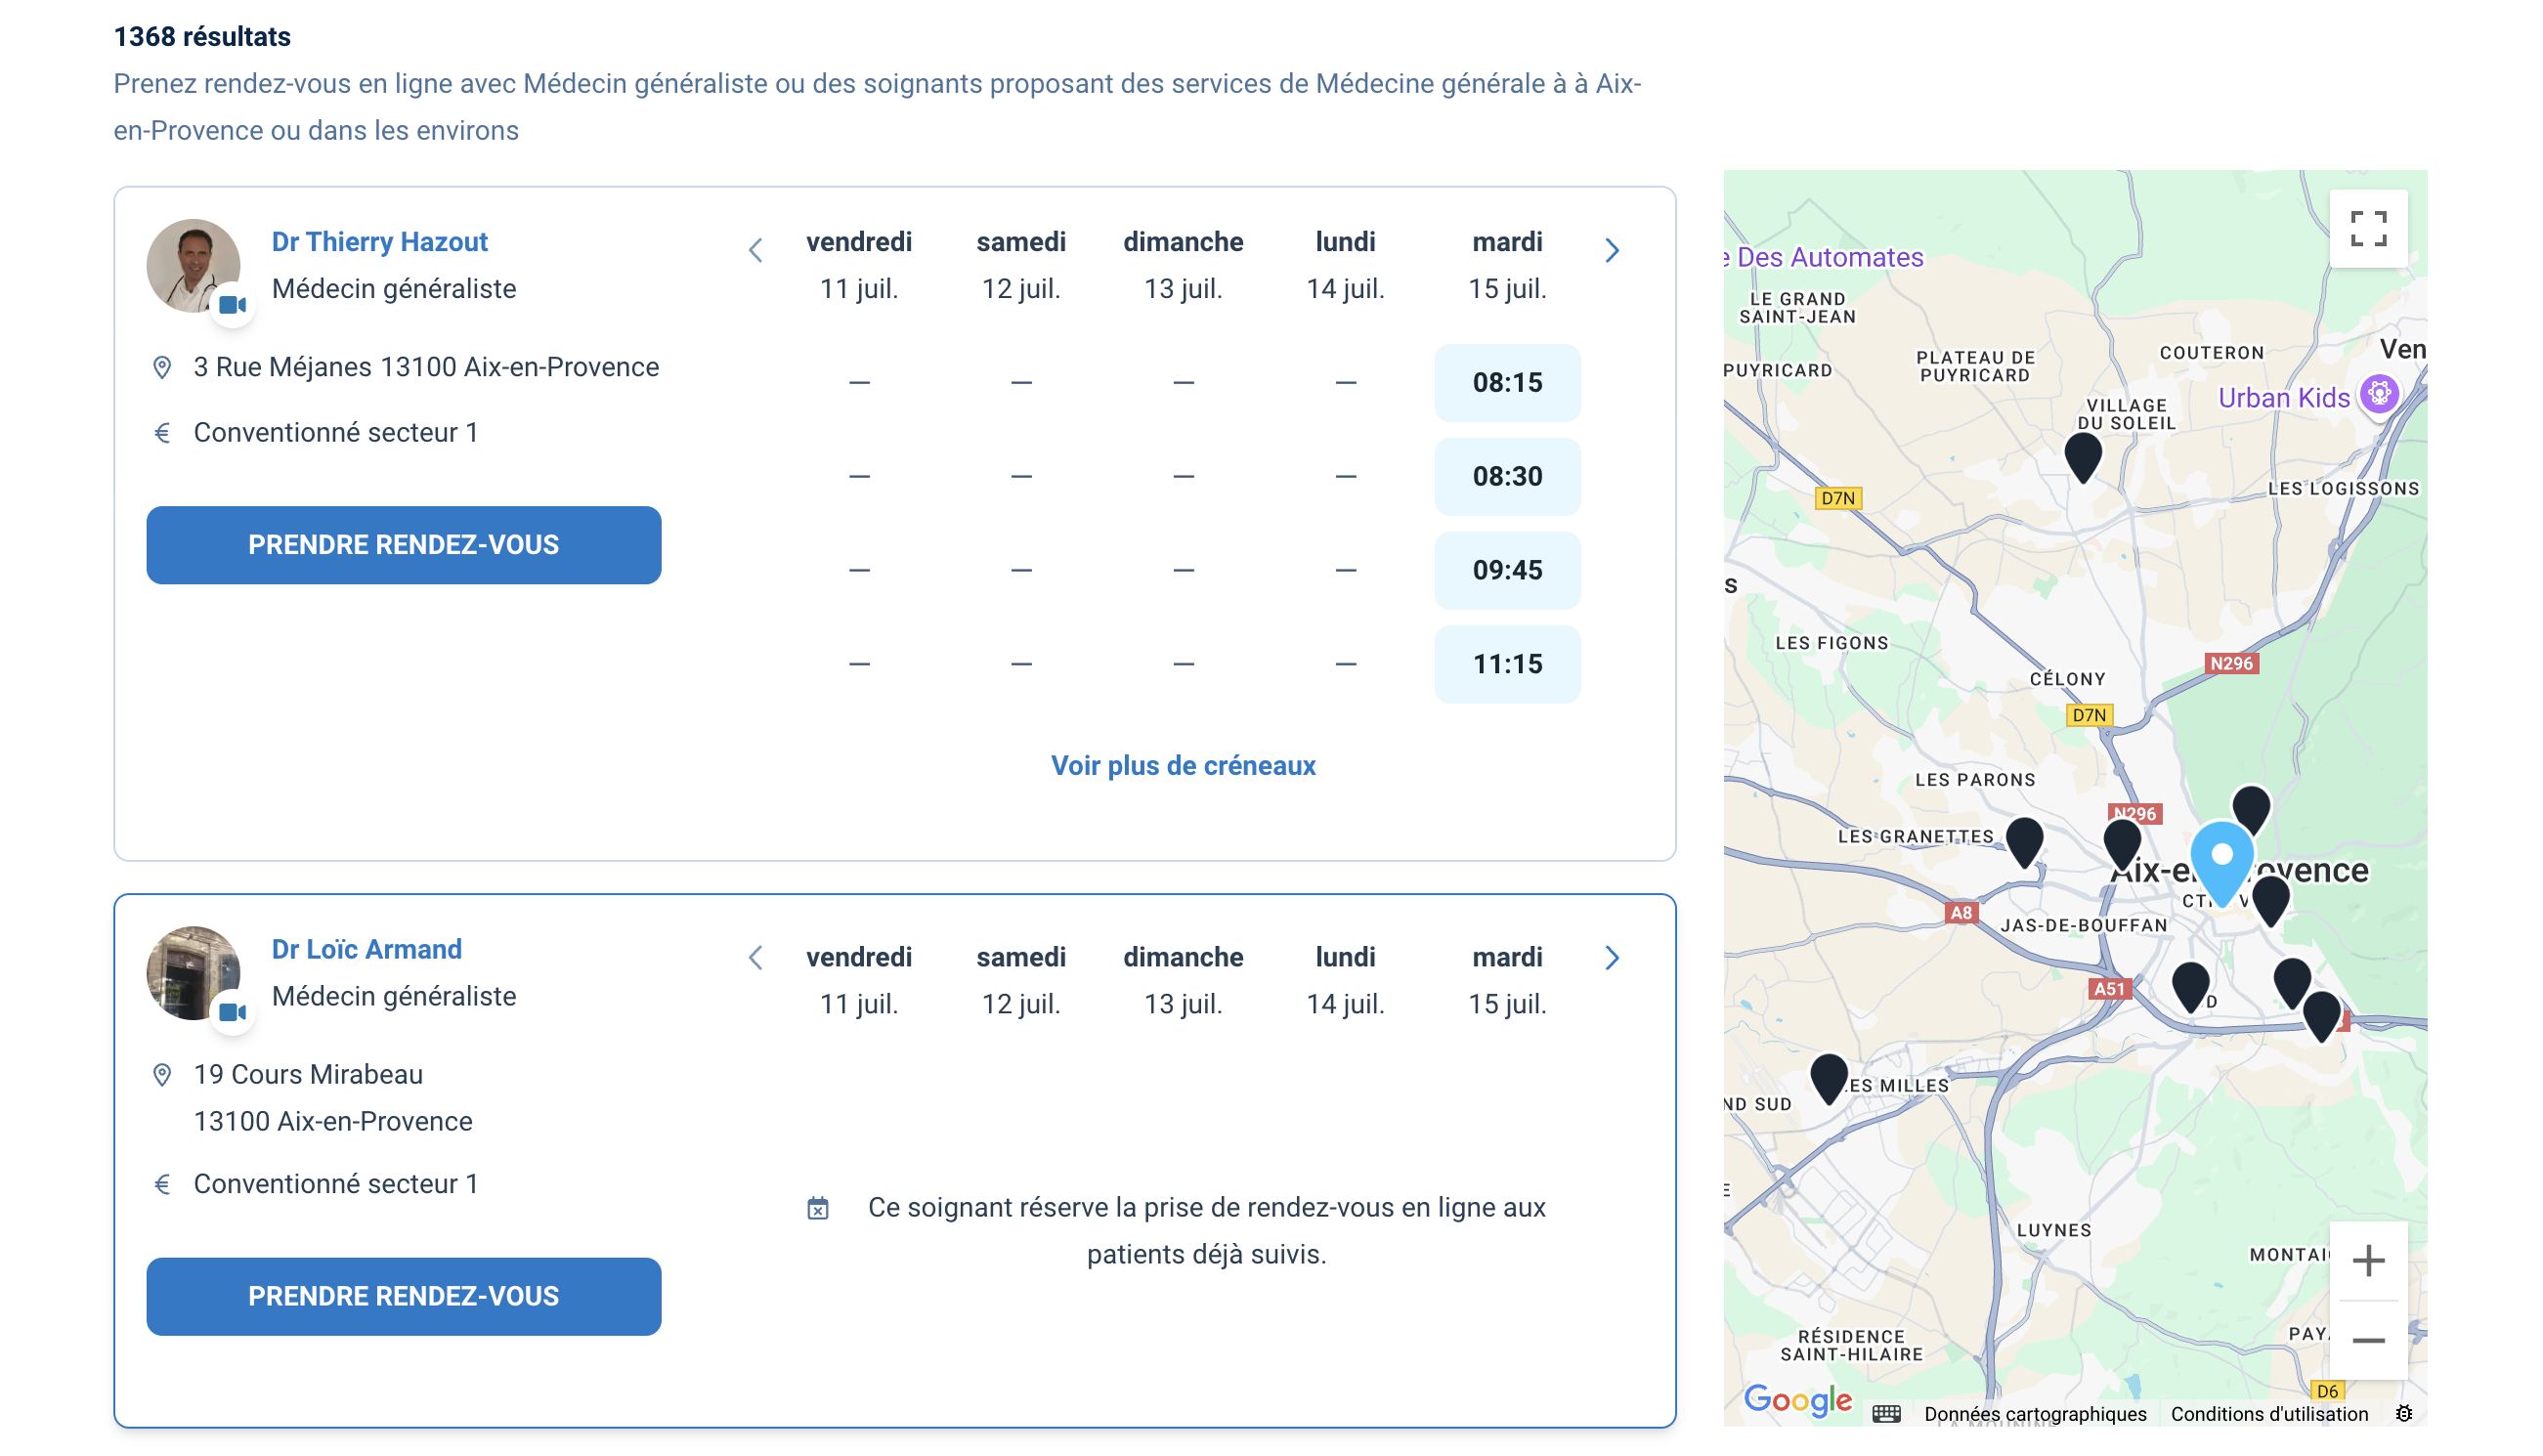 1368 résultats
Prenez rendez-vous en ligne avec Médecin généraliste ou des soignants proposant des services de Médecine générale à à Aix-
en-Provence ou dans les environs
Dr Thierry Hazout
Médecin généraliste
3 Rue Méjanes 13100 Aix-en-Provence
€ Conventionné secteur 1
PRENDRE RENDEZ-VOUS
vendredi samedi dimanche lundi mardi
11 juil. 12 juil. 13 juil. 14 juil. 15 juil.
— — — — 08:15
— — — — 08:30
— — — — 09:45
— — — — 11:15
Voir plus de créneaux
Dr Loïc Armand
Médecin généraliste
19 Cours Mirabeau
13100 Aix-en-Provence
€ Conventionné secteur 1
PRENDRE RENDEZ-VOUS
vendredi samedi dimanche lundi mardi
11 juil. 12 juil. 13 juil. 14 juil. 15 juil.
Ce soignant réserve la prise de rendez-vous en ligne aux
patients déjà suivis.
e Des Automates
LE GRAND
SAINT-JEAN
PUYRICARD
PLATEAU DE
PUYRICARD
COUTERON
Ven
Urban Kids
VILLAGE
DU SOLEIL
LES LOGISSONS
D7N
s
LES FIGONS
N296
CÉLONY
D7N
LES PARONS
N296
LES GRANETTES
A8
JAS-DE-BOUFFAN
A51
D
LES MILLES
ND SUD
E
LUYNES
MONTAI
RÉSIDENCE
SAINT-HILAIRE
PAY
D6
Google
Données cartographiques
Conditions d'utilisation